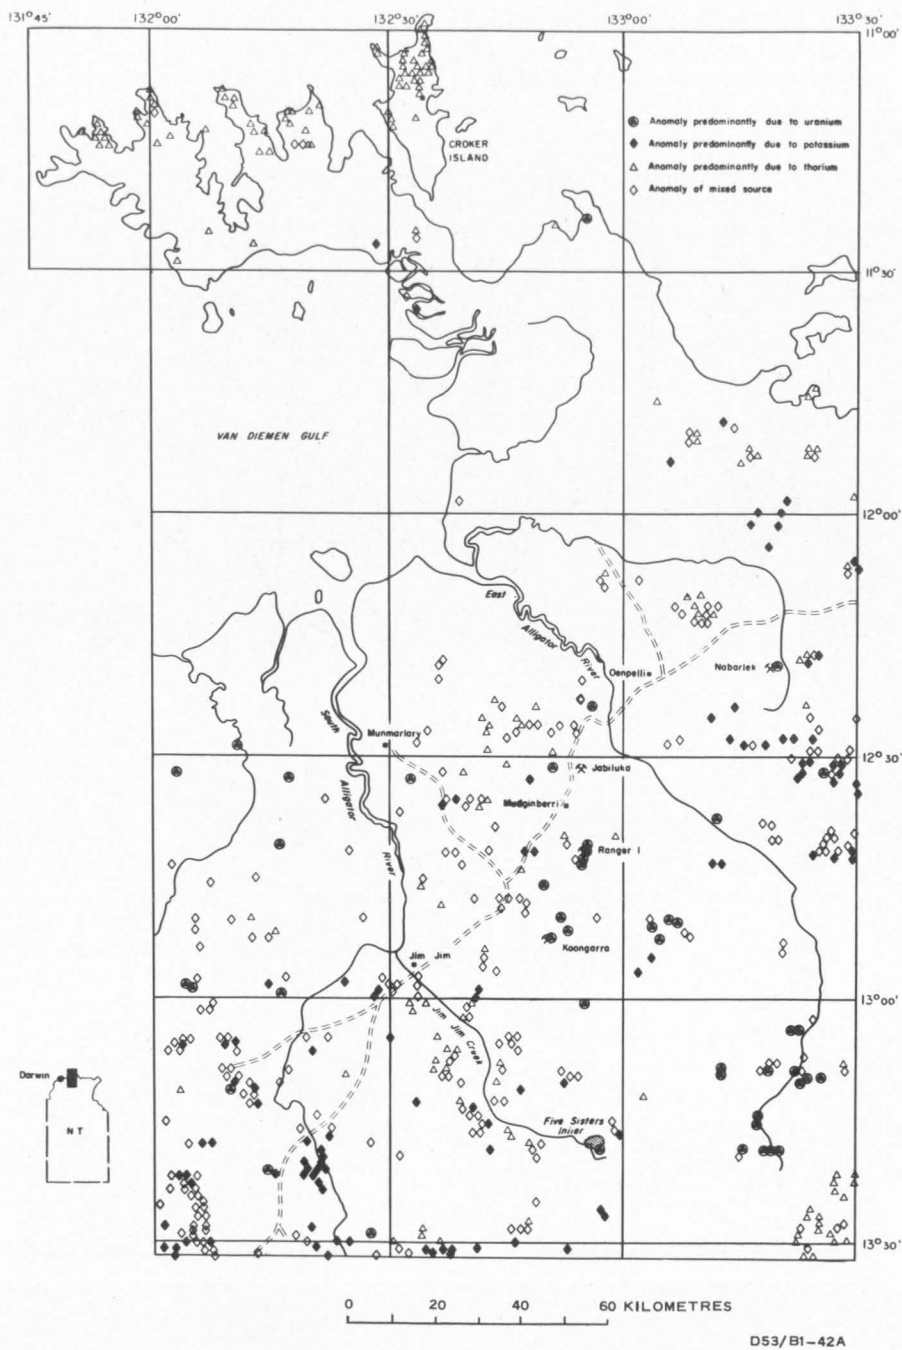 131°45' 132°00' 132°30' 133°00' 133°30'
11°00'
Anomaly predominantly due to uranium
Anomaly predominantly due to potassium
Anomaly predominantly due to thorium
Anomaly of mixed source
CROKER
ISLAND
11°30'
VAN DIEMEN GULF
12°00'
East
Alligator
River
Oenpelli
Nabarlek
South
Alligator
River
Munmarlary
12°30'
Jabiluka
Mudginberri
Ranger 1
Koongarra
Jim Jim
13°00'
Jim Jim Creek
Darwin
N T
Five Sisters
Inlier
13°30'
0 20 40 60 KILOMETRES
D53/B1-42A